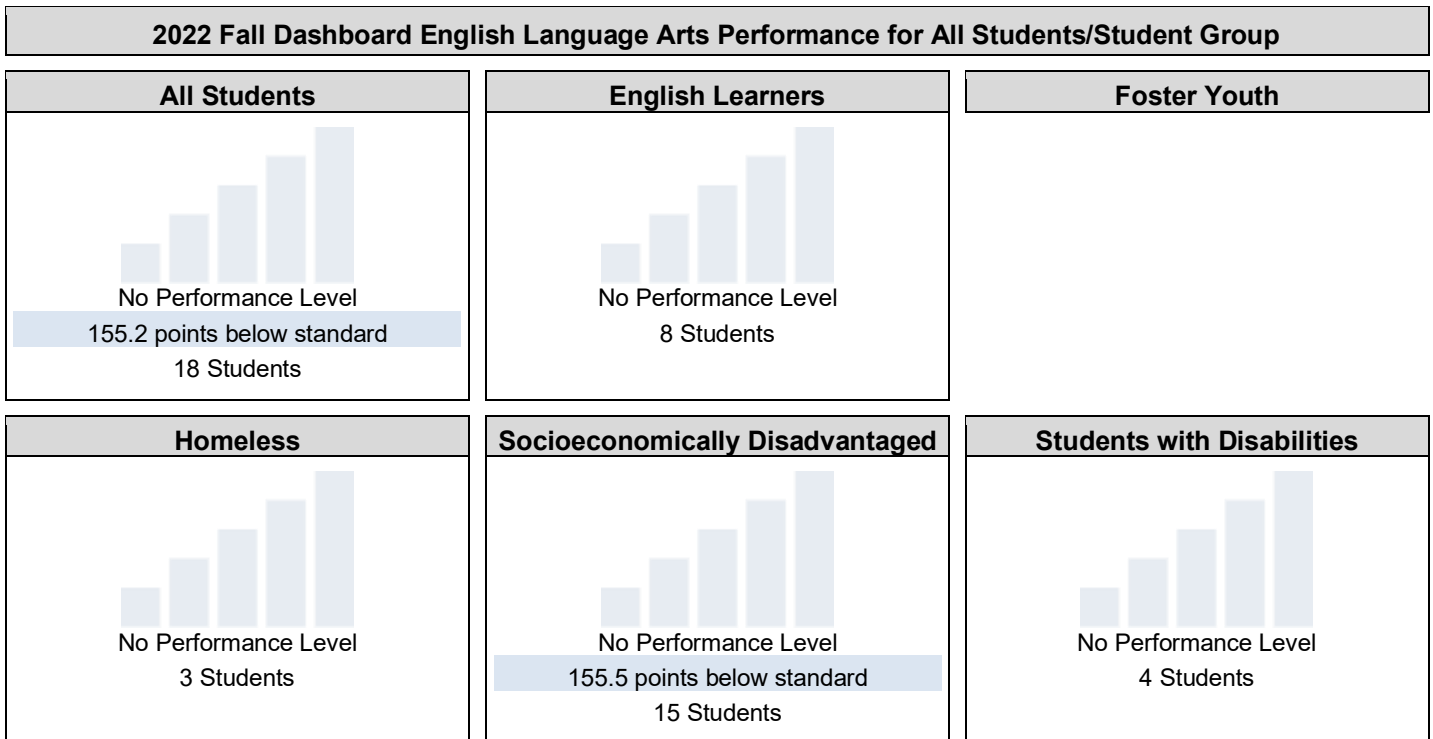 2022 Fall Dashboard English Language Arts Performance for All Students/Student Group
All Students
No Performance Level
155.2 points below standard
18 Students
English Learners
No Performance Level
8 Students
Foster Youth
Homeless
No Performance Level
3 Students
Socioeconomically Disadvantaged
No Performance Level
155.5 points below standard
15 Students
Students with Disabilities
No Performance Level
4 Students